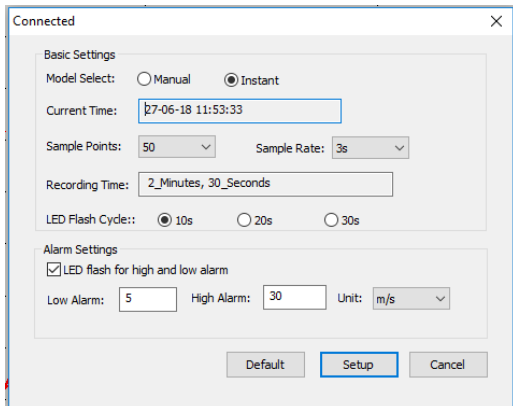 Connected
Basic Settings
Model Select: Manual Instant
Current Time: 27-06-18 11:53:33
Sample Points: 50 Sample Rate: 3s
Recording Time: 2_Minutes, 30_Seconds
LED Flash Cycle:: 10s 20s 30s
Alarm Settings
LED flash for high and low alarm
Low Alarm: 5 High Alarm: 30 Unit: m/s
Default Setup Cancel